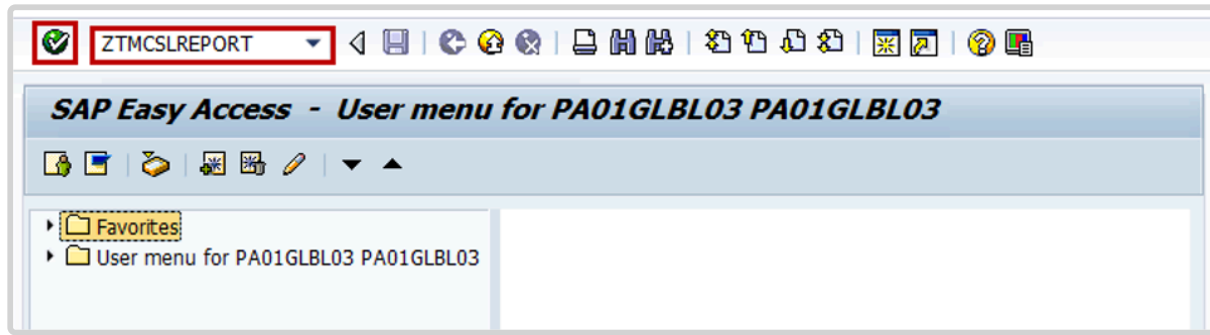 ZTMCSLREPORT
SAP Easy Access - User menu for PA01GLBL03 PA01GLBL03
Favorites
User menu for PA01GLBL03 PA01GLBL03